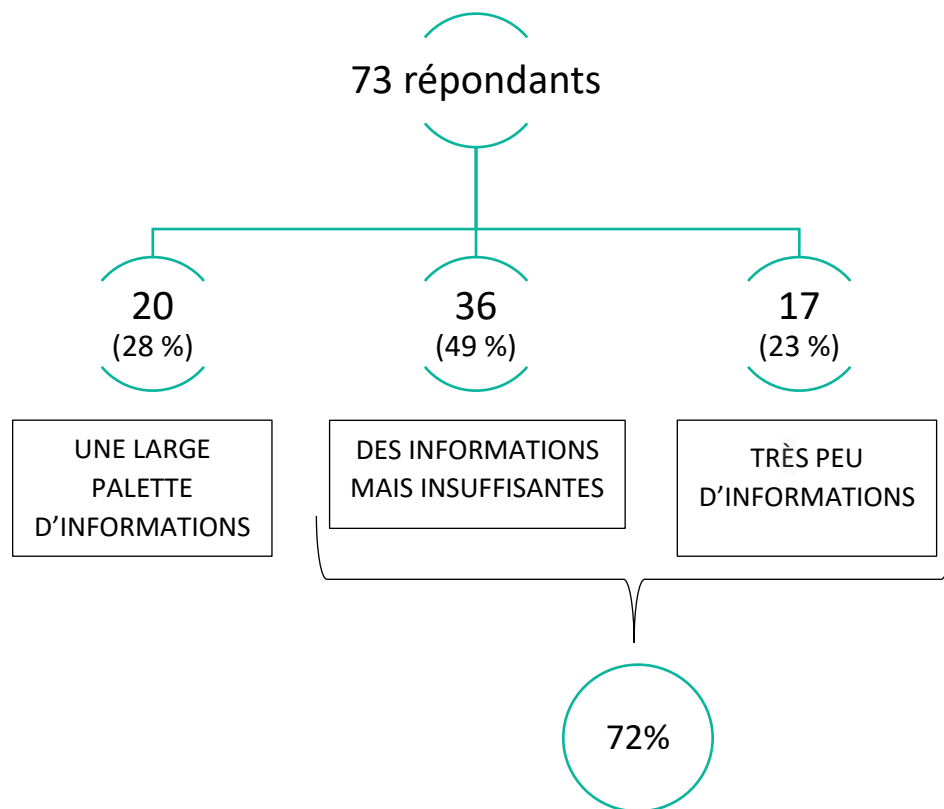 73 répondants
20
(28 %)
36
(49 %)
17
(23 %)
UNE LARGE
PALETTE
D’INFORMATIONS
DES INFORMATIONS
MAIS INSUFFISANTES
TRÈS PEU
D’INFORMATIONS
72%